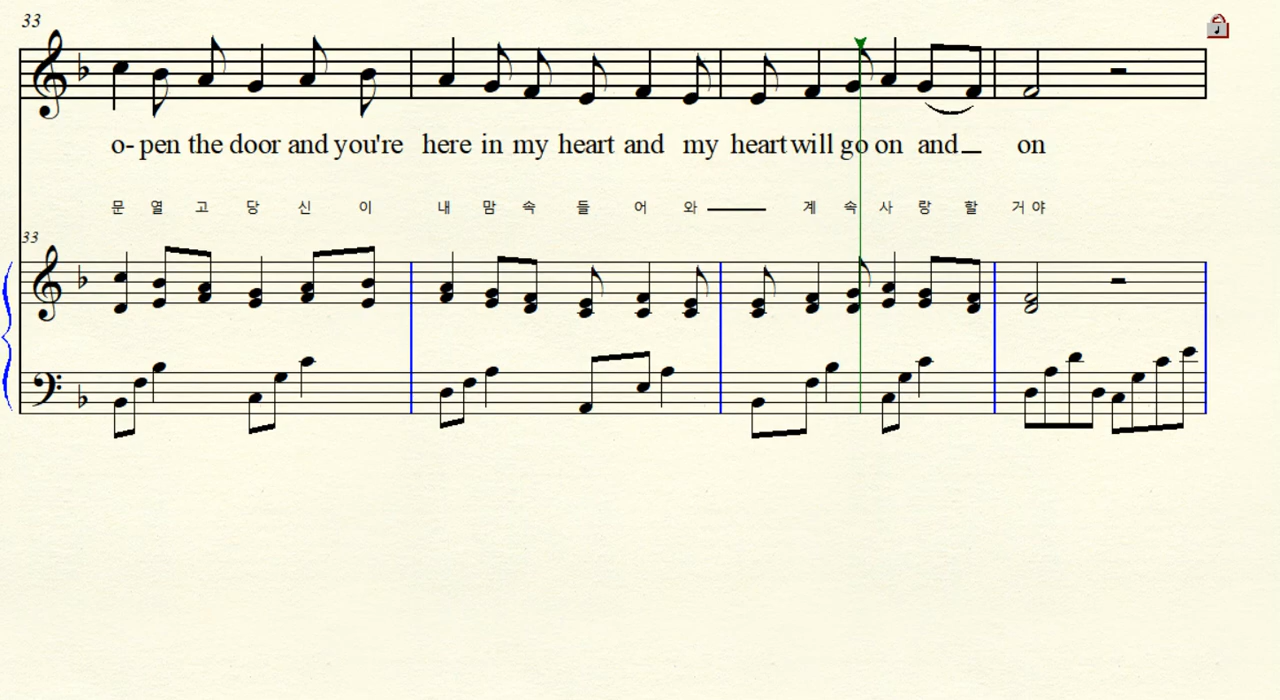 33
o- pen the door and you're here in my heart and my heart will go on and on
문 열 고 당 신 이 내 맘 속 들 어 와 계 속 사 랑 할 거 야
33